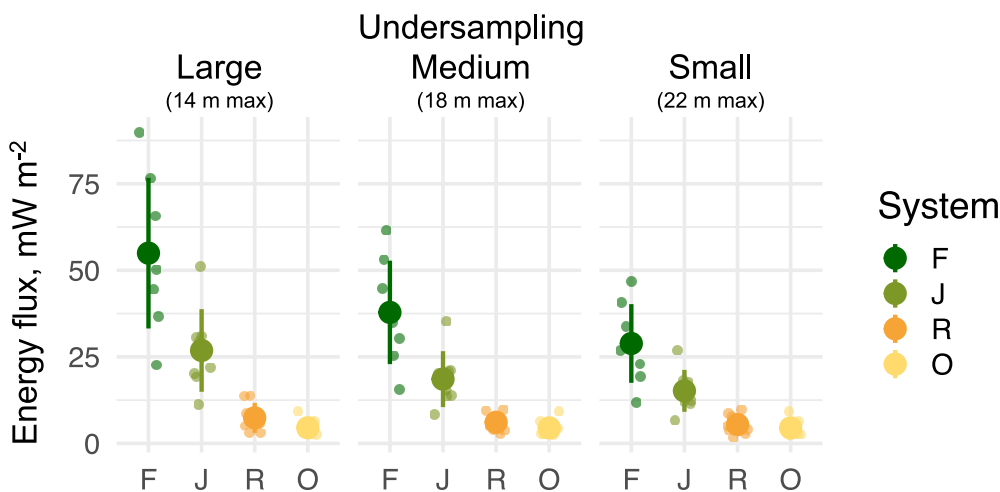 Undersampling
Large Medium Small
(14 m max) (18 m max) (22 m max)
Energy flux, mW m-2
75
50
25
0
F J R O F J R O F J R O
System
F
J
R
O